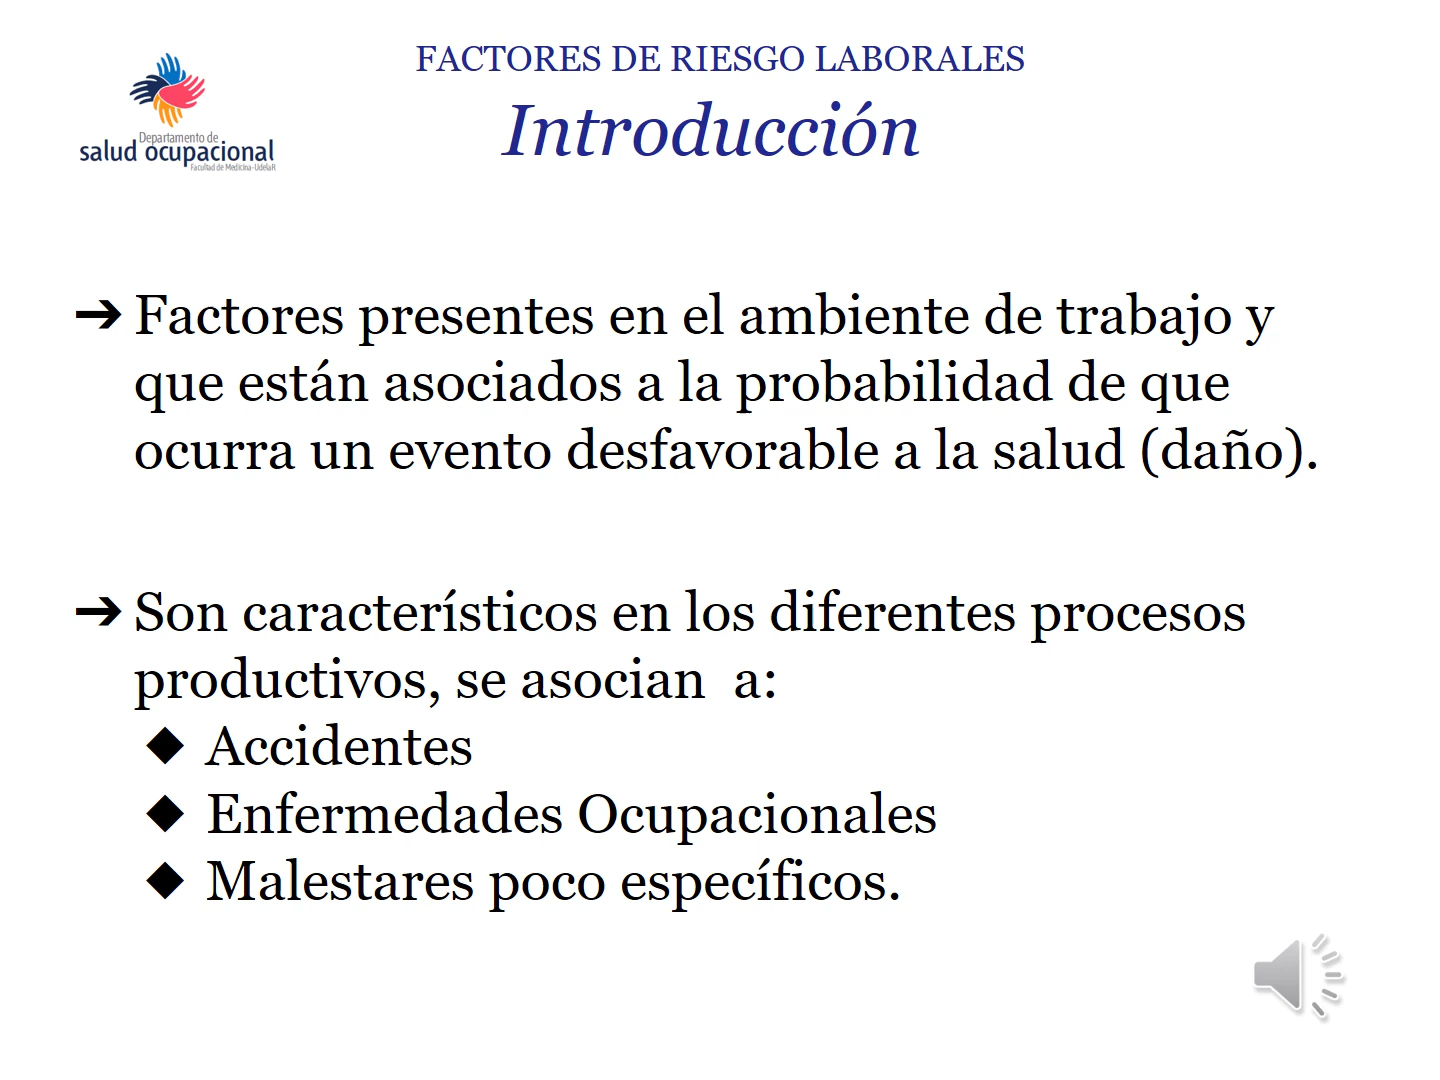 FACTORES DE RIESGO LABORALES
Introducción
Departamento de
salud ocupacional
Facultad de Medicina-UdelaR
➔ Factores presentes en el ambiente de trabajo y
que están asociados a la probabilidad de que
ocurra un evento desfavorable a la salud (daño).
➔ Son característicos en los diferentes procesos
productivos, se asocian  a:
◆ Accidentes
◆ Enfermedades Ocupacionales
◆ Malestares poco específicos.